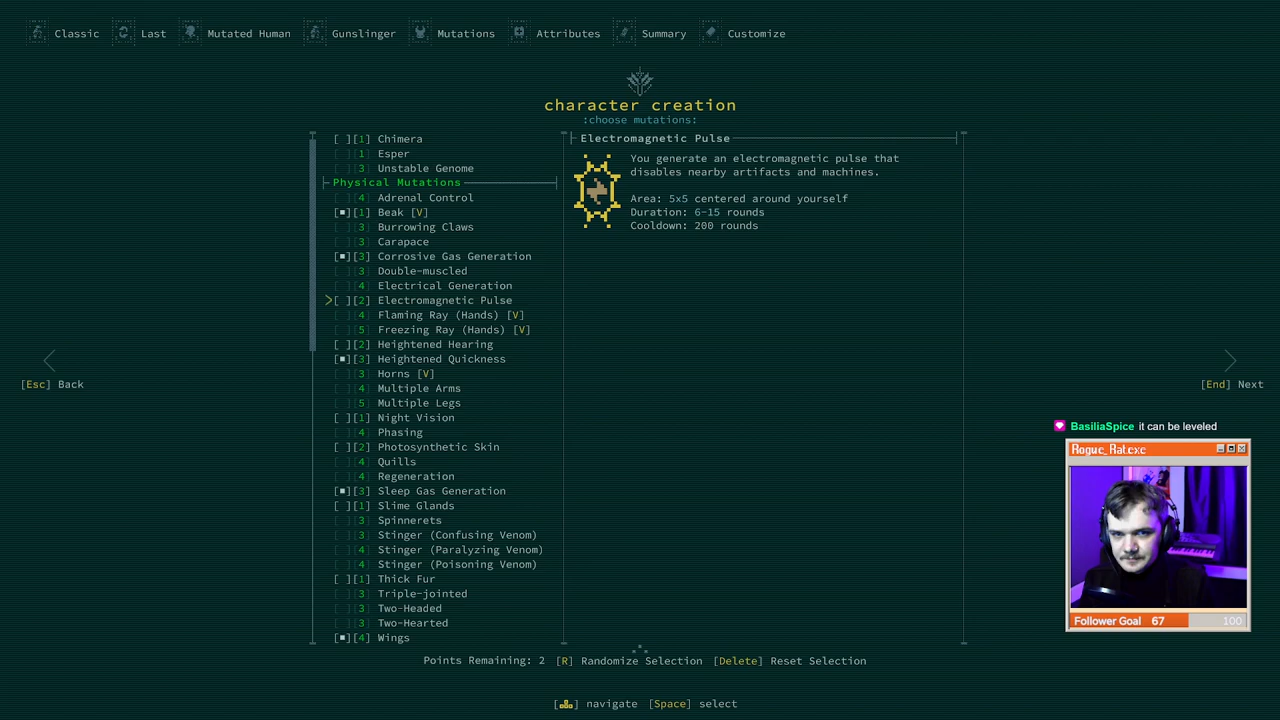 Classic Last Mutated Human Gunslinger Mutations Attributes Summary Customize
character creation
:choose mutations:
[ ][1] Chimera
[ ][1] Esper
[ ][3] Unstable Genome
Physical Mutations
[ ][4] Adrenal Control
[■][1] Beak [V]
[ ][3] Burrowing Claws
[ ][3] Carapace
[■][3] Corrosive Gas Generation
[ ][3] Double-muscled
[ ][4] Electrical Generation
>[ ][2] Electromagnetic Pulse
[ ][4] Flaming Ray (Hands) [V]
[ ][5] Freezing Ray (Hands) [V]
[ ][2] Heightened Hearing
[■][3] Heightened Quickness
[ ][3] Horns [V]
[ ][4] Multiple Arms
[ ][5] Multiple Legs
[ ][1] Night Vision
[ ][4] Phasing
[ ][2] Photosynthetic Skin
[ ][4] Quills
[ ][4] Regeneration
[■][3] Sleep Gas Generation
[ ][1] Slime Glands
[ ][3] Spinnerets
[ ][3] Stinger (Confusing Venom)
[ ][4] Stinger (Paralyzing Venom)
[ ][4] Stinger (Poisoning Venom)
[ ][1] Thick Fur
[ ][3] Triple-jointed
[ ][3] Two-Headed
[ ][3] Two-Hearted
[■][4] Wings
Electromagnetic Pulse
You generate an electromagnetic pulse that
disables nearby artifacts and machines.
Area: 5x5 centered around yourself
Duration: 6-15 rounds
Cooldown: 200 rounds
[Esc] Back
[End] Next
BasiliaSpice it can be leveled
Rogue_Rat.exe
Follower Goal 67 100
Points Remaining: 2 [R] Randomize Selection [Delete] Reset Selection
navigate [Space] select